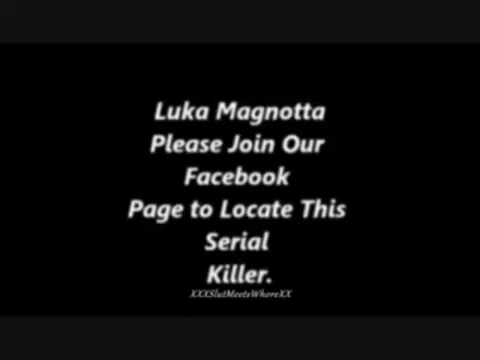 Luka Magnotta
Please Join Our
Facebook
Page to Locate This
Serial
Killer.
XXXSlutMeetsWhoreXX